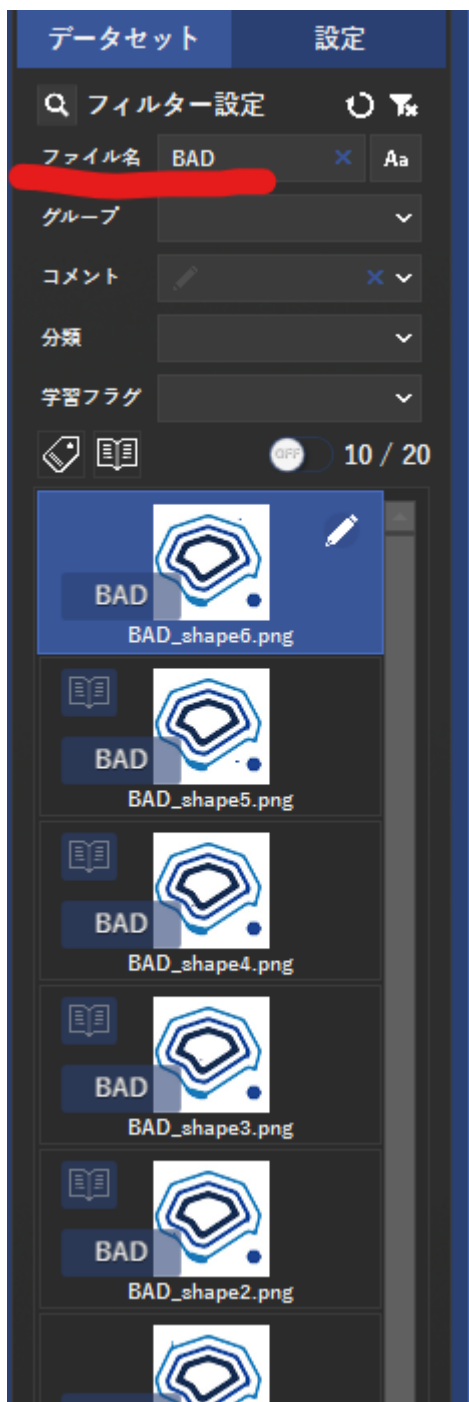 データセット 設定
フィルター設定
ファイル名 BAD Aa
グループ
コメント
分類
学習フラグ
OFF 10 / 20
BAD
BAD_shape6.png
BAD
BAD_shape5.png
BAD
BAD_shape4.png
BAD
BAD_shape3.png
BAD
BAD_shape2.png